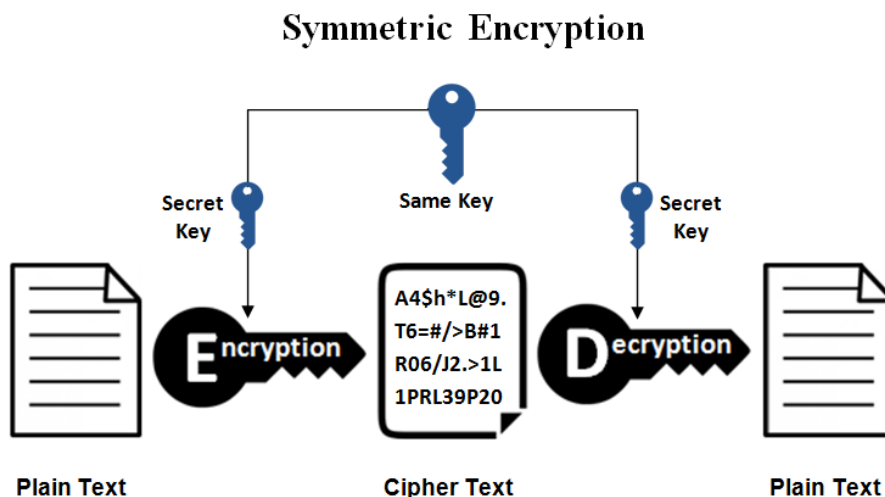 Symmetric Encryption
Secret
Key
Same Key
Secret
Key
Encryption
A4$h*L@9.
T6=#/>B#1
R06/J2.>1L
1PRL39P20
Decryption
Plain Text
Cipher Text
Plain Text